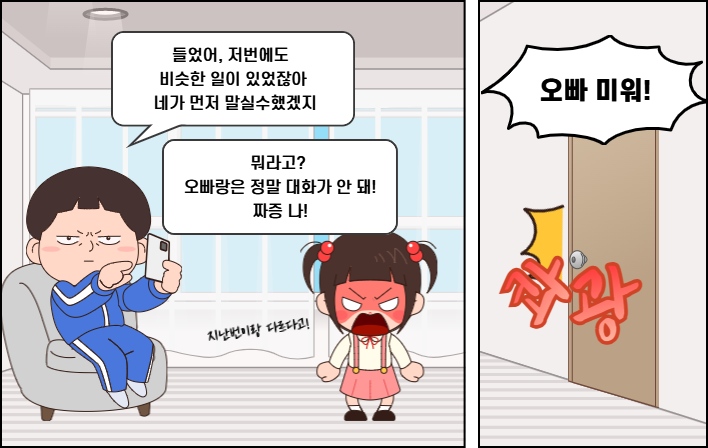 들었어, 저번에도
비슷한 일이 있었잖아
네가 먼저 말실수했겠지
뭐라고?
오빠랑은 정말 대화가 안 돼!
짜증 나!
지난번이랑 다르다고!
오빠 미워!
쾅